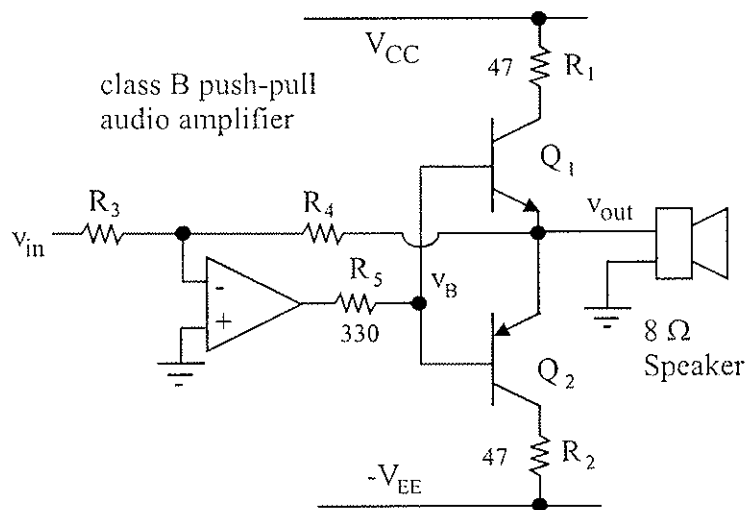 V_CC
47
R_1
class B push-pull
audio amplifier
Q_1
R_3
R_4
v_out
v_in
R_5
v_B
-
+
330
8 Ω
Speaker
Q_2
47
R_2
-V_EE